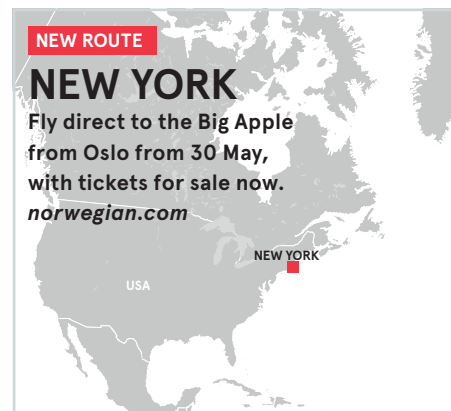 NEW ROUTE
NEW YORK
Fly direct to the Big Apple
from Oslo from 30 May,
with tickets for sale now.
norwegian.com
NEW YORK
USA